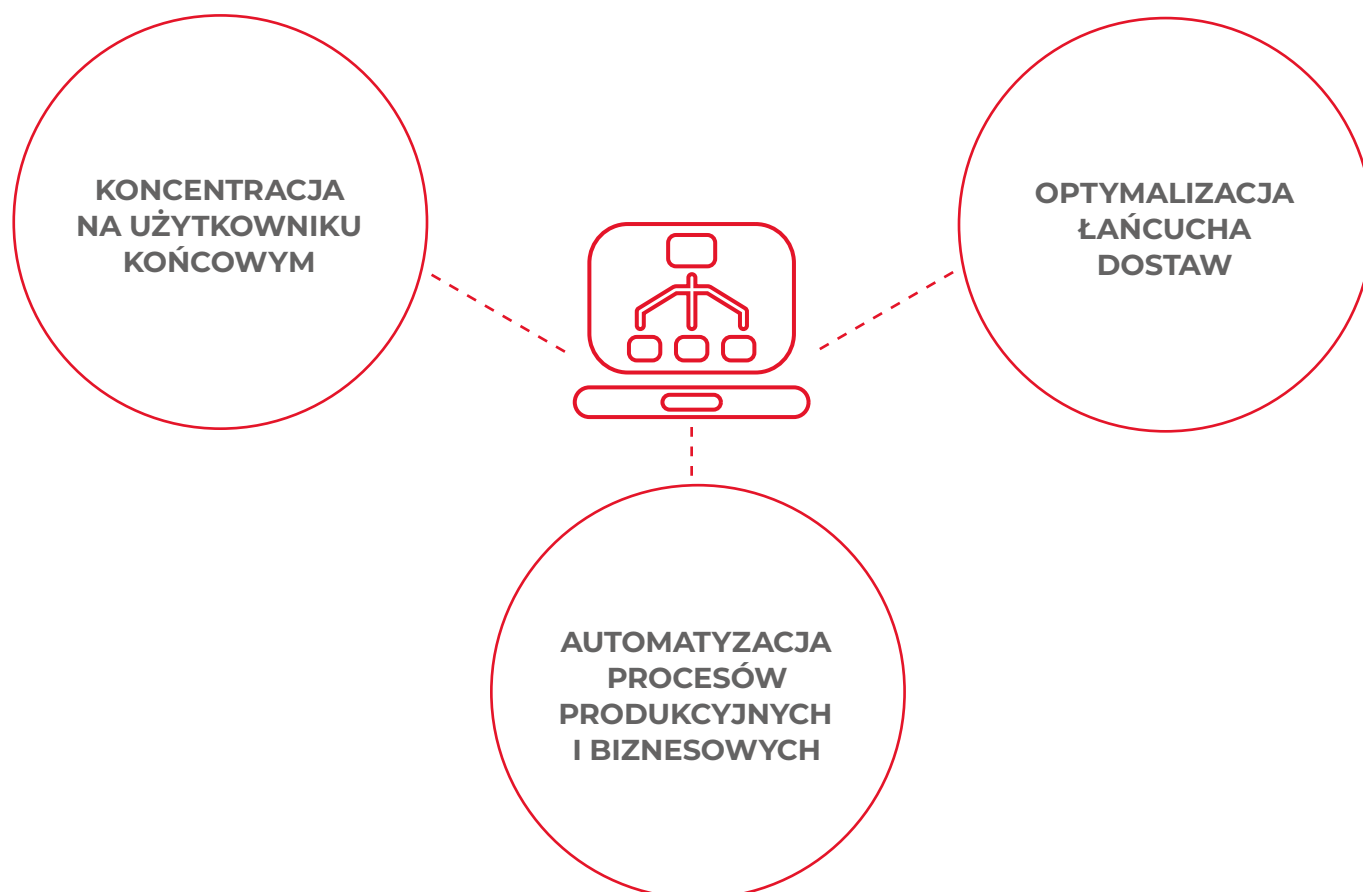 KONCENTRACJA
NA UŻYTKOWNIKU
KOŃCOWYM
OPTYMALIZACJA
ŁAŃCUCHA
DOSTAW
AUTOMATYZACJA
PROCESÓW
PRODUKCYJNYCH
I BIZNESOWYCH